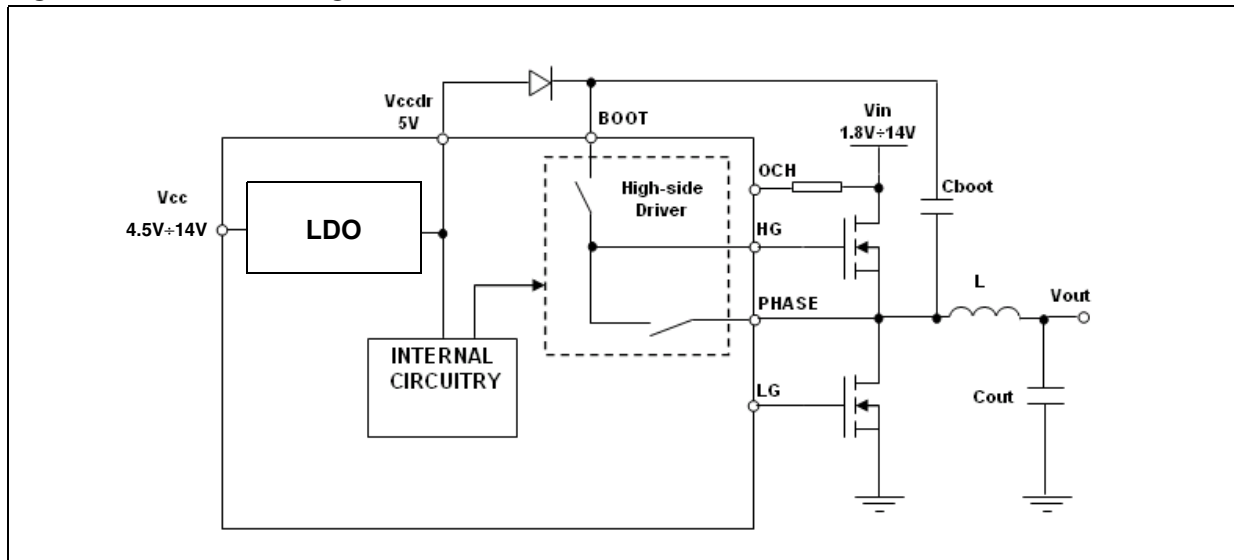 Vccdr
5V
BOOT
Vin
1.8V÷14V
OCH
High-side
Driver
Cboot
Vcc
4.5V÷14V
LDO
HG
L
Vout
PHASE
INTERNAL
CIRCUITRY
LG
Cout